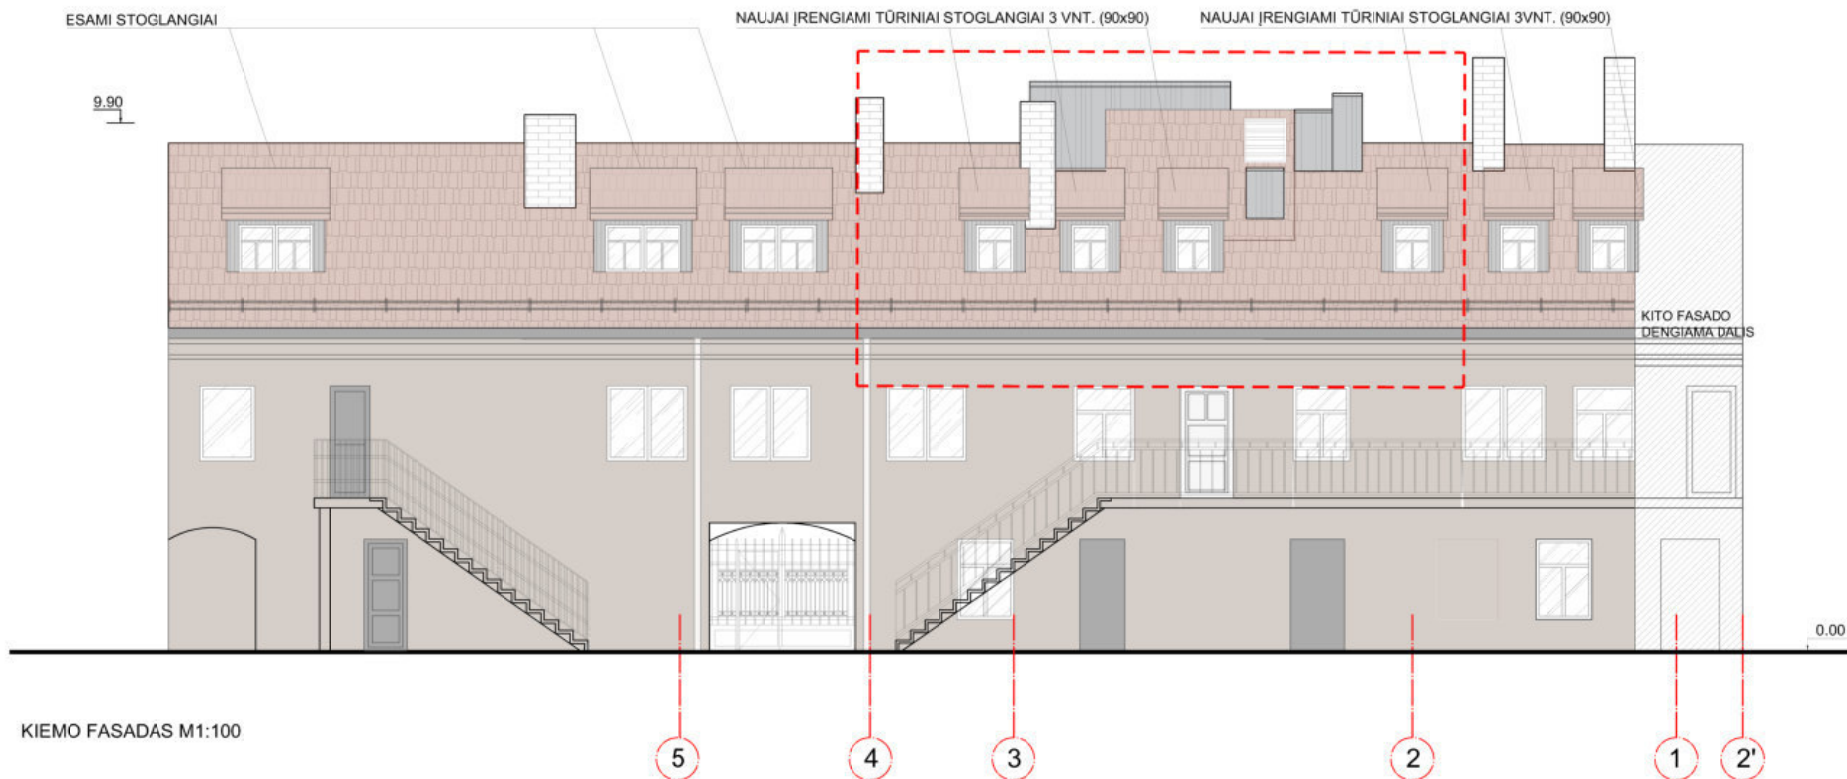 ESAMI STOGLANGIAI
NAUJAI ĮRENGIAMI TŪRINIAI STOGLANGIAI 3 VNT. (90x90)
NAUJAI ĮRENGIAMI TŪRINIAI STOGLANGIAI 3VNT. (90x90)
9.90
KITO FASADO
DENGIAMA DALIS
0.00
KIEMO FASADAS M1:100
5
4
3
2
1
2'